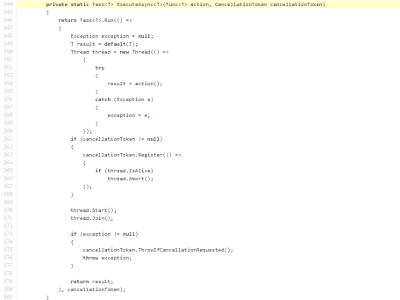 344 private static Task<T> ExecuteAsync<T>(Func<T> action, CancellationToken cancellationToken)
345 {
346 return Task<T>.Run(() =>
347 {
348 Exception exception = null;
349 T result = default(T);
350 Thread thread = new Thread(() =>
351 {
352 try
353 {
354 result = action();
355 }
356 catch (Exception e)
357 {
358 exception = e;
359 }
360 });
361 if (cancellationToken != null)
362 {
363 cancellationToken.Register(() =>
364 {
365 if (thread.IsAlive)
366 thread.Abort();
367 });
368 }
369
370 thread.Start();
371 thread.Join();
372
373 if (exception != null)
374 {
375 cancellationToken.ThrowIfCancellationRequested();
376 throw exception;
377 }
378
379 return result;
380 }, cancellationToken);
381 }